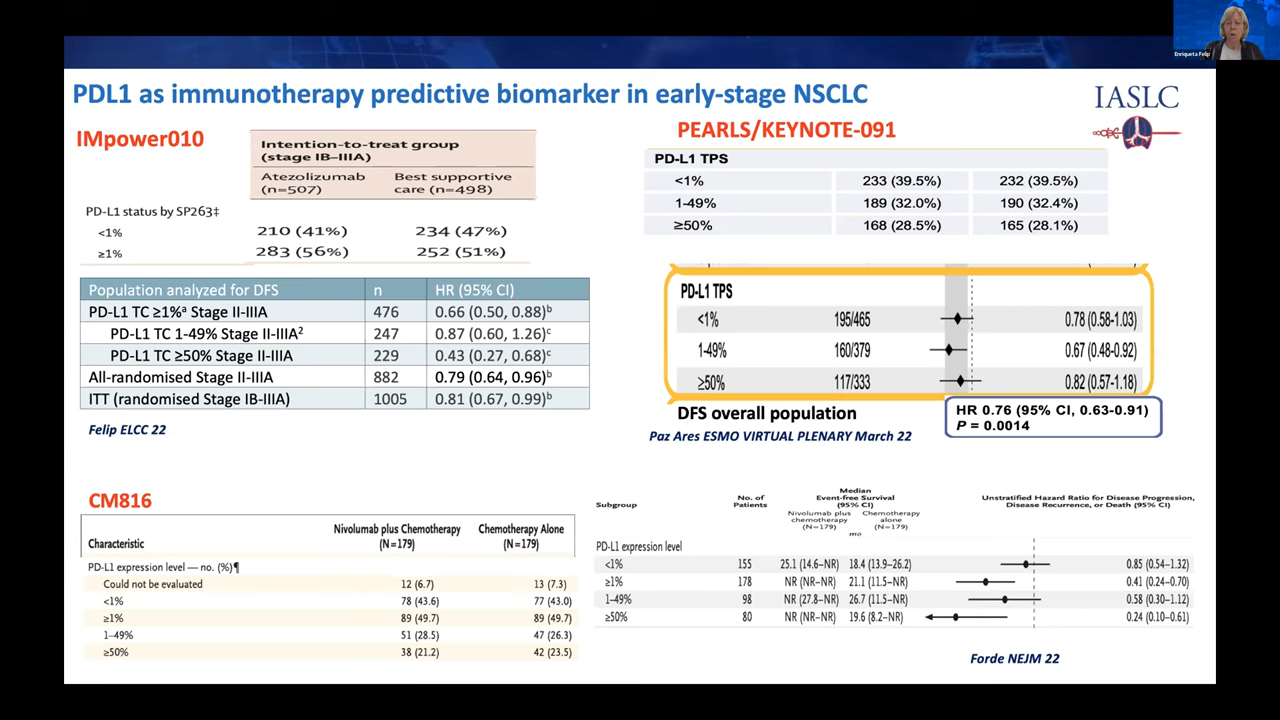 Enriqueta Felip
PDL1 as immunotherapy predictive biomarker in early-stage NSCLC
IASLC
IMpower010
Intention-to-treat group
(stage IB–IIIA)
Atezolizumab Best supportive
(n=507) care (n=498)
PD-L1 status by SP263‡
<1% 210 (41%) 234 (47%)
≥1% 283 (56%) 252 (51%)
Population analyzed for DFS n HR (95% CI)
PD-L1 TC ≥1%ᵃ Stage II-IIIA 476 0.66 (0.50, 0.88)ᵇ
PD-L1 TC 1-49% Stage II-IIIA² 247 0.87 (0.60, 1.26)ᶜ
PD-L1 TC ≥50% Stage II-IIIA 229 0.43 (0.27, 0.68)ᶜ
All-randomised Stage II-IIIA 882 0.79 (0.64, 0.96)ᵇ
ITT (randomised Stage IB-IIIA) 1005 0.81 (0.67, 0.99)ᵇ
Felip ELCC 22
PEARLS/KEYNOTE-091
PD-L1 TPS
<1% 233 (39.5%) 232 (39.5%)
1-49% 189 (32.0%) 190 (32.4%)
≥50% 168 (28.5%) 165 (28.1%)
PD-L1 TPS
<1% 195/465 0.78 (0.58-1.03)
1-49% 160/379 0.67 (0.48-0.92)
≥50% 117/333 0.82 (0.57-1.18)
DFS overall population
HR 0.76 (95% CI, 0.63-0.91)
P = 0.0014
Paz Ares ESMO VIRTUAL PLENARY March 22
CM816
Nivolumab plus Chemotherapy Chemotherapy Alone
Characteristic (N=179) (N=179)
PD-L1 expression level — no. (%)¶
Could not be evaluated 12 (6.7) 13 (7.3)
<1% 78 (43.6) 77 (43.0)
≥1% 89 (49.7) 89 (49.7)
1–49% 51 (28.5) 47 (26.3)
≥50% 38 (21.2) 42 (23.5)
Subgroup
No. of
Patients
Median
Event-free Survival
(95% CI)
Nivolumab plus Chemotherapy
chemotherapy alone
(N=179) (N=179)
mo
Unstratified Hazard Ratio for Disease Progression,
Disease Recurrence, or Death (95% CI)
PD-L1 expression level
<1% 155 25.1 (14.6–NR) 18.4 (13.9–26.2) 0.85 (0.54–1.32)
≥1% 178 NR (NR–NR) 21.1 (11.5–NR) 0.41 (0.24–0.70)
1–49% 98 NR (27.8–NR) 26.7 (11.5–NR) 0.58 (0.30–1.12)
≥50% 80 NR (NR–NR) 19.6 (8.2–NR) 0.24 (0.10–0.61)
Forde NEJM 22